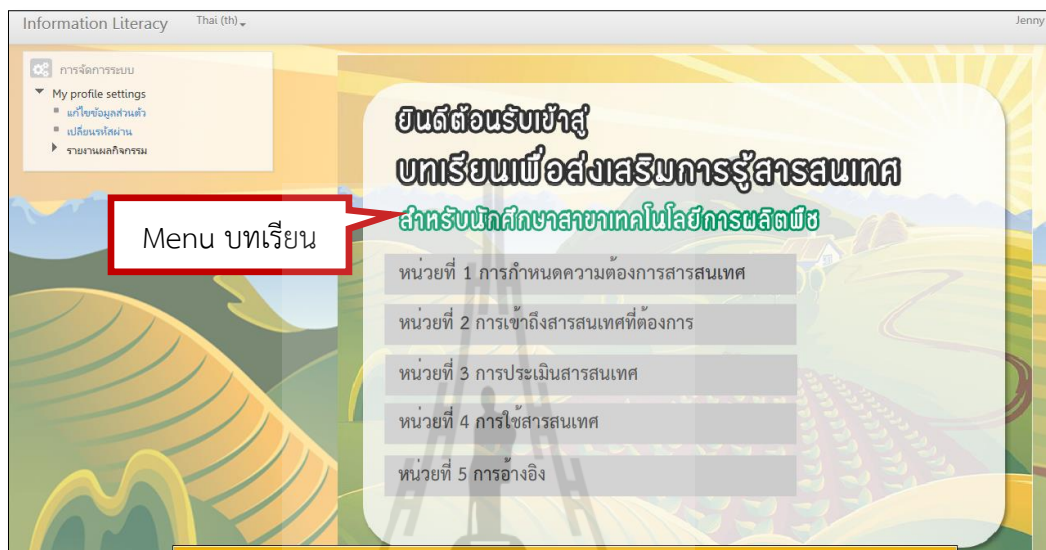 Information Literacy Thai (th) Jenny
การจัดการระบบ
My profile settings
แก้ไขข้อมูลส่วนตัว
เปลี่ยนรหัสผ่าน
รายงานผลกิจกรรม
ยินดีต้อนรับเข้าสู่
บทเรียนเพื่อส่งเสริมการรู้สารสนเทศ
สำหรับนักศึกษาสาขาเทคโนโลยีการผลิตพืช
Menu บทเรียน
หน่วยที่ 1 การกำหนดความต้องการสารสนเทศ
หน่วยที่ 2 การเข้าถึงสารสนเทศที่ต้องการ
หน่วยที่ 3 การประเมินสารสนเทศ
หน่วยที่ 4 การใช้สารสนเทศ
หน่วยที่ 5 การอ้างอิง